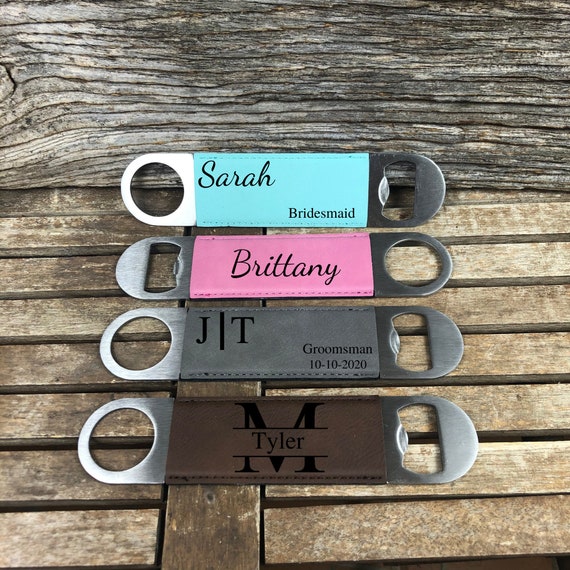 Sarah
Bridesmaid
Brittany
J|T
Groomsman
10-10-2020
M
Tyler